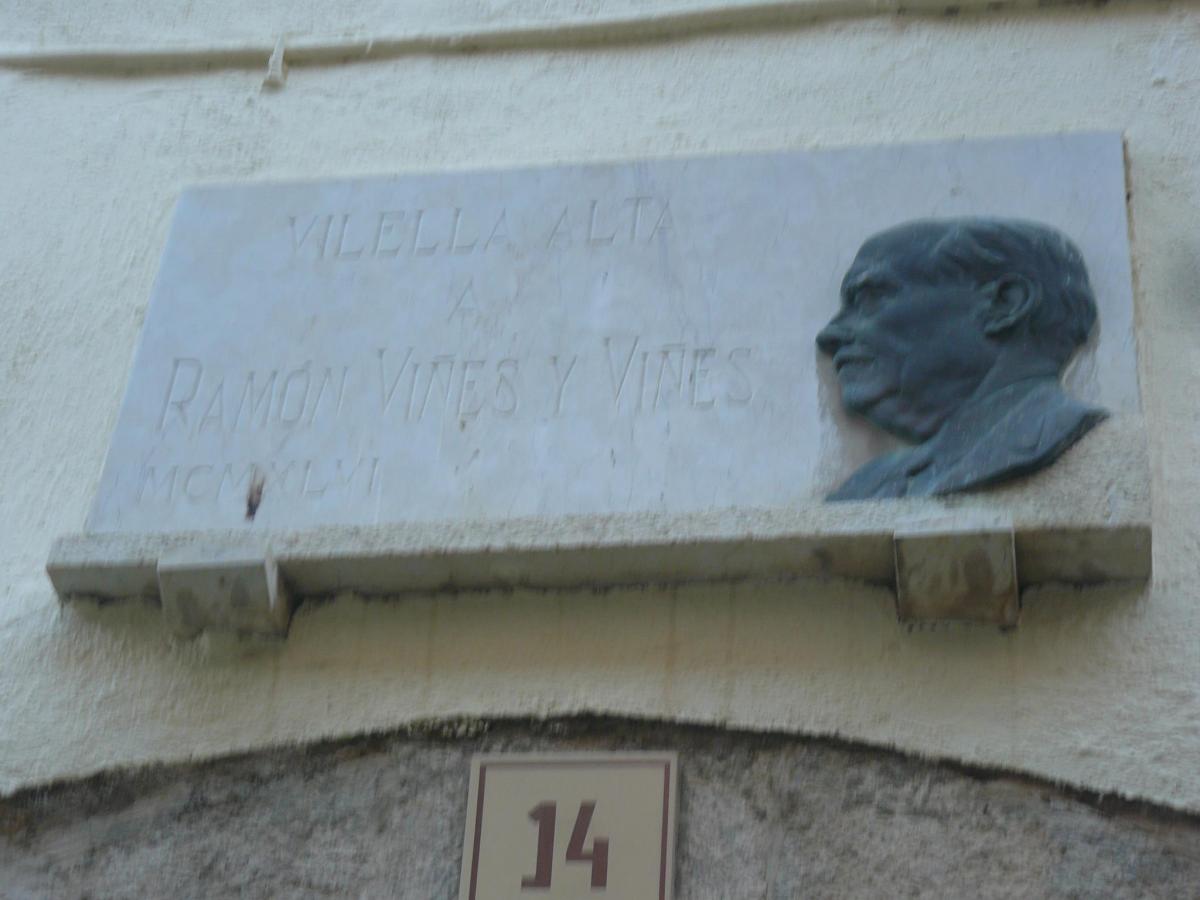 VILELLA ALTA
A
RAMÓN VIÑES Y VIÑES
MCMXLVI
14